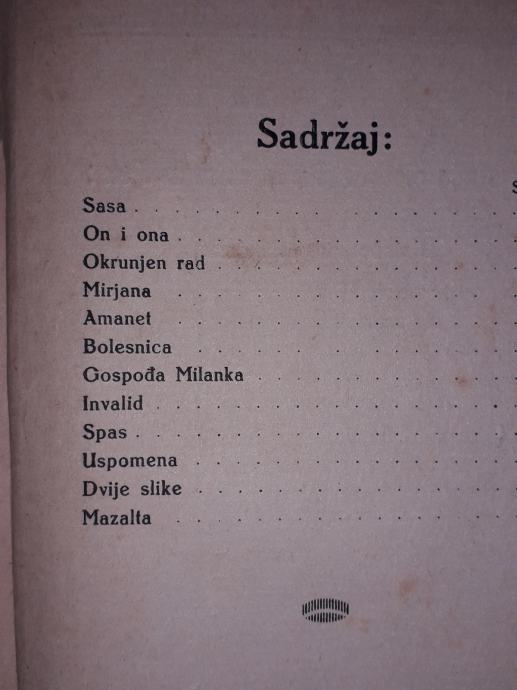 Sadržaj:
Sasa . . . . . . . . . . . . . . .
On i ona . . . . . . . . . . . . .
Okrunjen rad . . . . . . . . . . .
Mirjana . . . . . . . . . . . . .
Amanet . . . . . . . . . . . . .
Bolesnica . . . . . . . . . . . .
Gospođa Milanka . . . . . . . . .
Invalid . . . . . . . . . . . . . .
Spas . . . . . . . . . . . . . . .
Uspomena . . . . . . . . . . . .
Dvije slike . . . . . . . . . . . .
Mazalta . . . . . . . . . . . . .